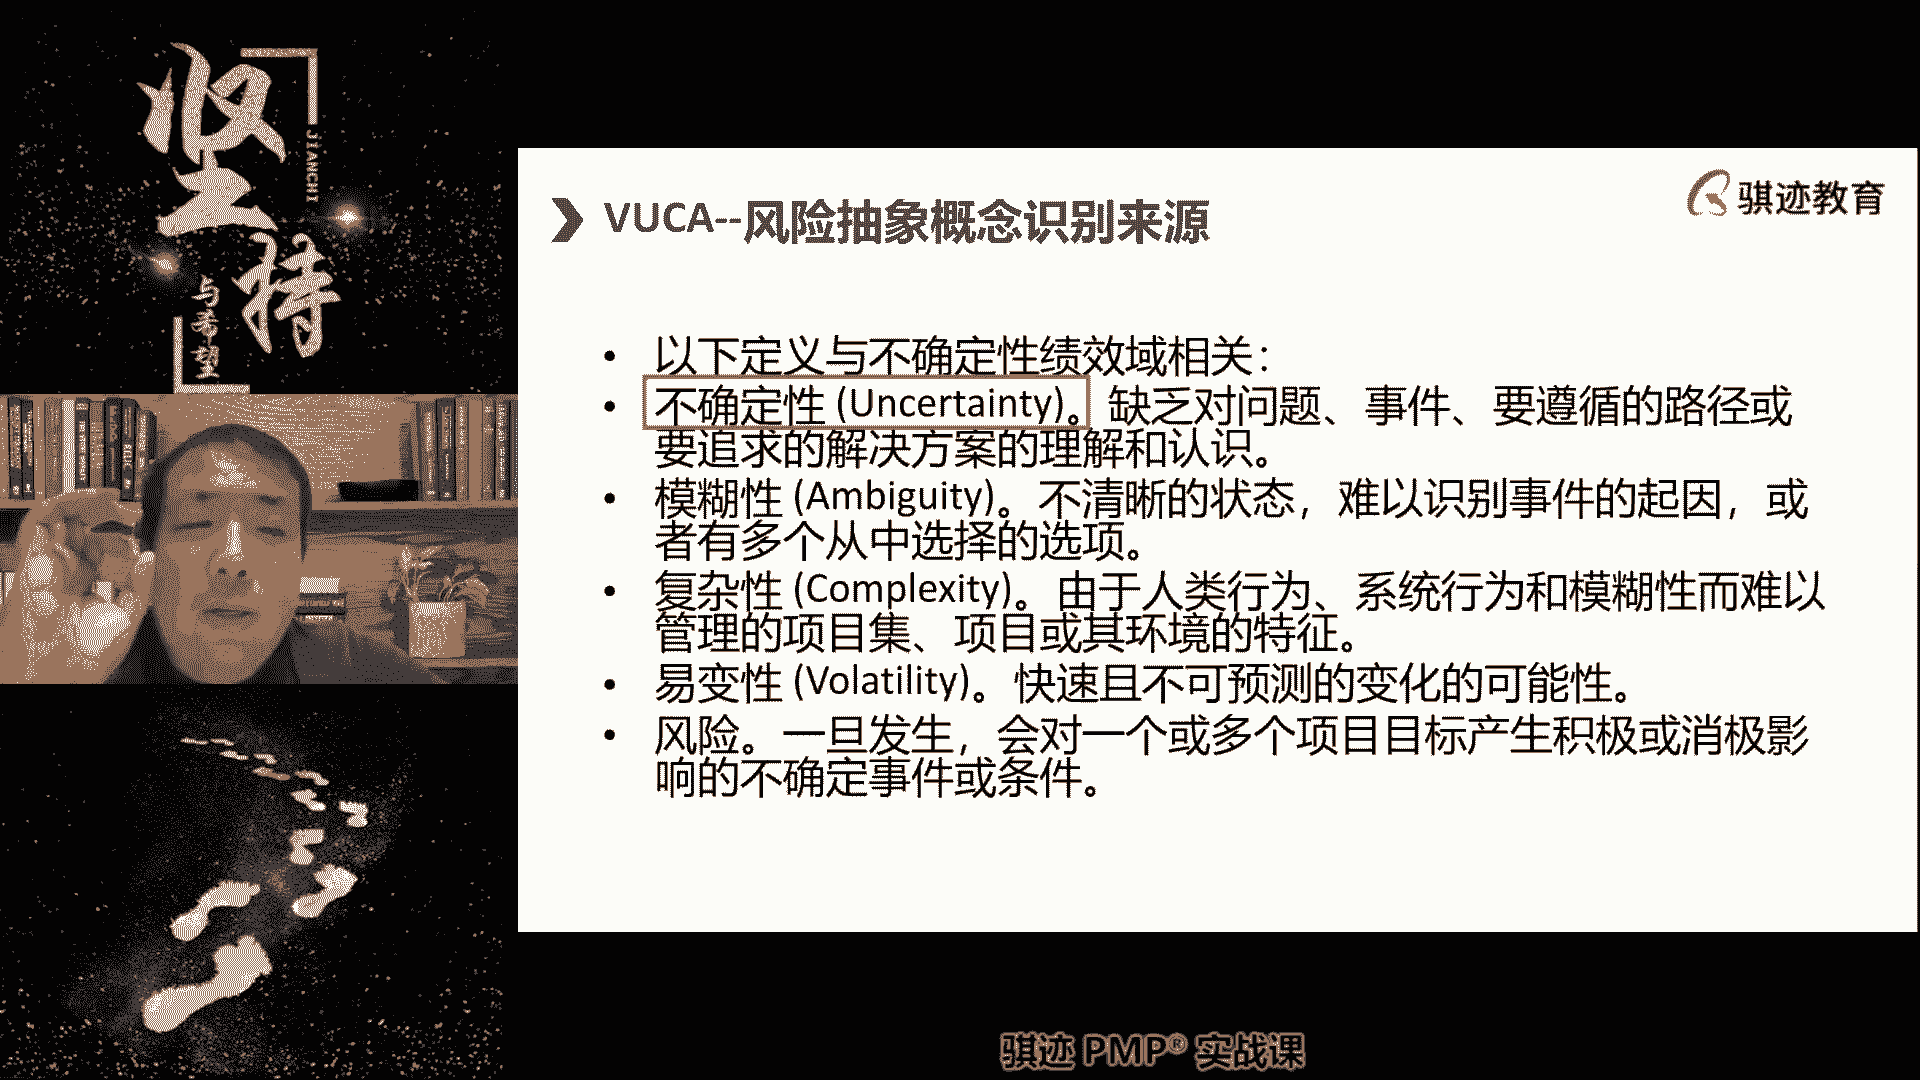 坚持
JIANCHI
与希望
骐迹教育
VUCA--风险抽象概念识别来源
• 以下定义与不确定性绩效域相关：
• 不确定性 (Uncertainty)。缺乏对问题、事件、要遵循的路径或
要追求的解决方案的理解和认识。
• 模糊性 (Ambiguity)。不清晰的状态，难以识别事件的起因，或
者有多个从中选择的选项。
• 复杂性 (Complexity)。由于人类行为、系统行为和模糊性而难以
管理的项目集、项目或其环境的特征。
• 易变性 (Volatility)。快速且不可预测的变化的可能性。
• 风险。一旦发生，会对一个或多个项目目标产生积极或消极影
响的不确定事件或条件。
骐迹 PMP® 实战课